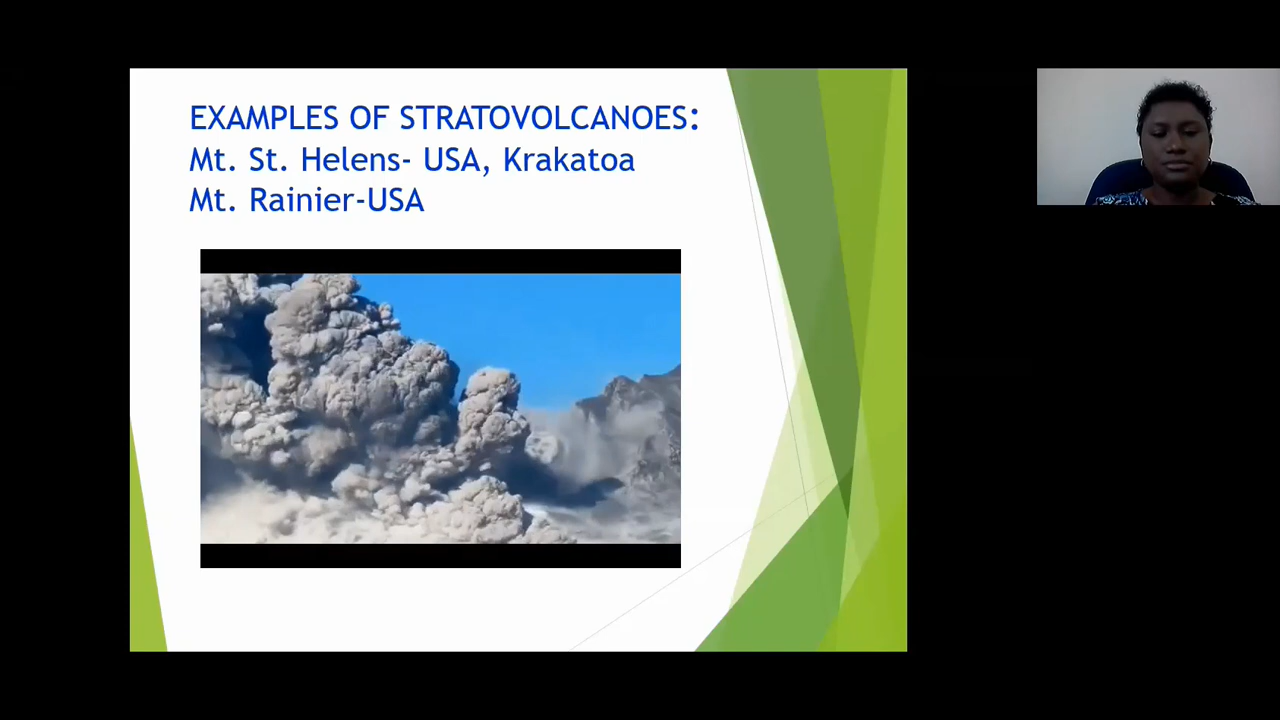 EXAMPLES OF STRATOVOLCANOES:
Mt. St. Helens- USA, Krakatoa
Mt. Rainier-USA